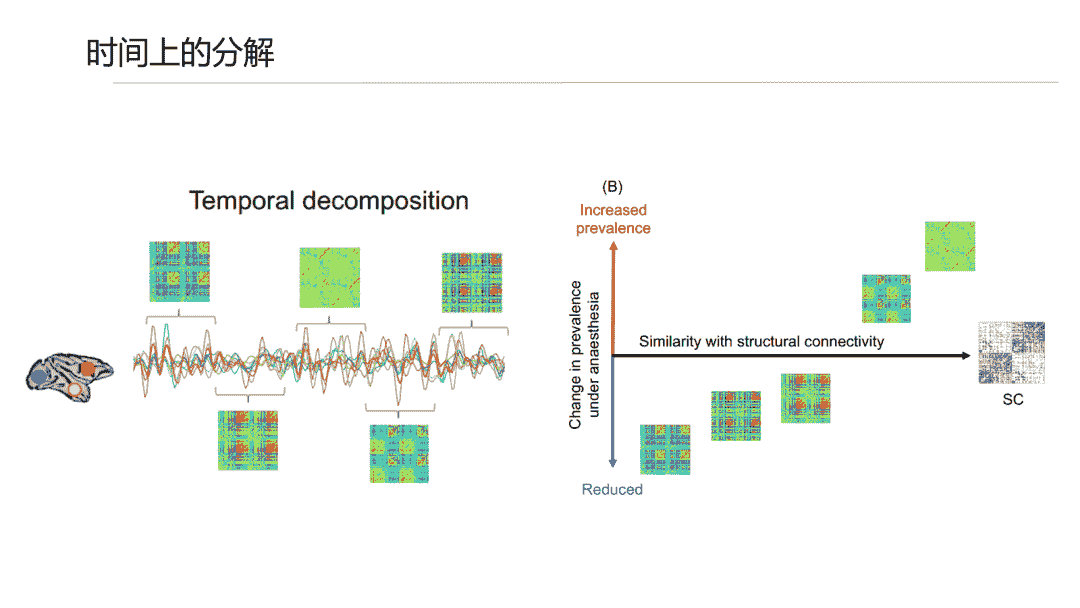 时间上的分解
Temporal decomposition
(B)
Increased
prevalence
Change in prevalence
under anaesthesia
Similarity with structural connectivity
SC
Reduced